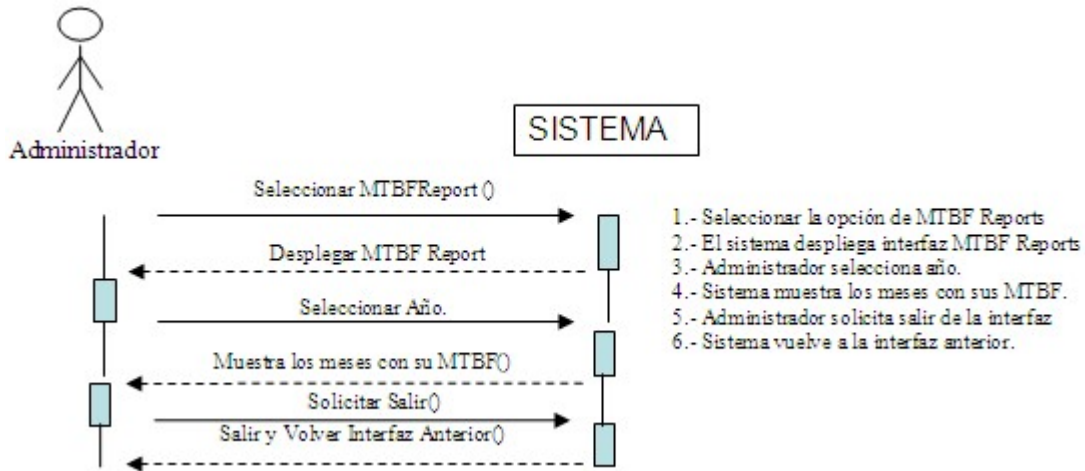 Administrador
SISTEMA
Seleccionar MTBFReport ()
Desplegar MTBF Report
Seleccionar Año.
Muestra los meses con su MTBF()
Solicitar Salir()
Salir y Volver Interfaz Anterior()
1.- Seleccionar la opción de MTBF Reports
2.- El sistema despliega interfaz MTBF Reports
3.- Administrador selecciona año.
4.- Sistema muestra los meses con sus MTBF.
5.- Administrador solicita salir de la interfaz
6.- Sistema vuelve a la interfaz anterior.